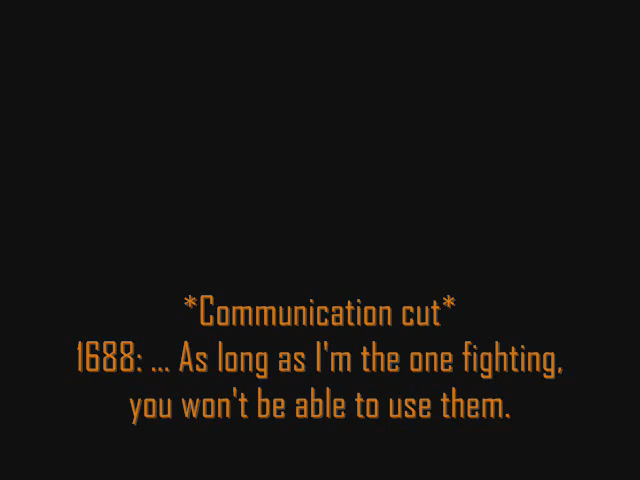 *Communication cut*
1688: ... As long as I'm the one fighting,
you won't be able to use them.